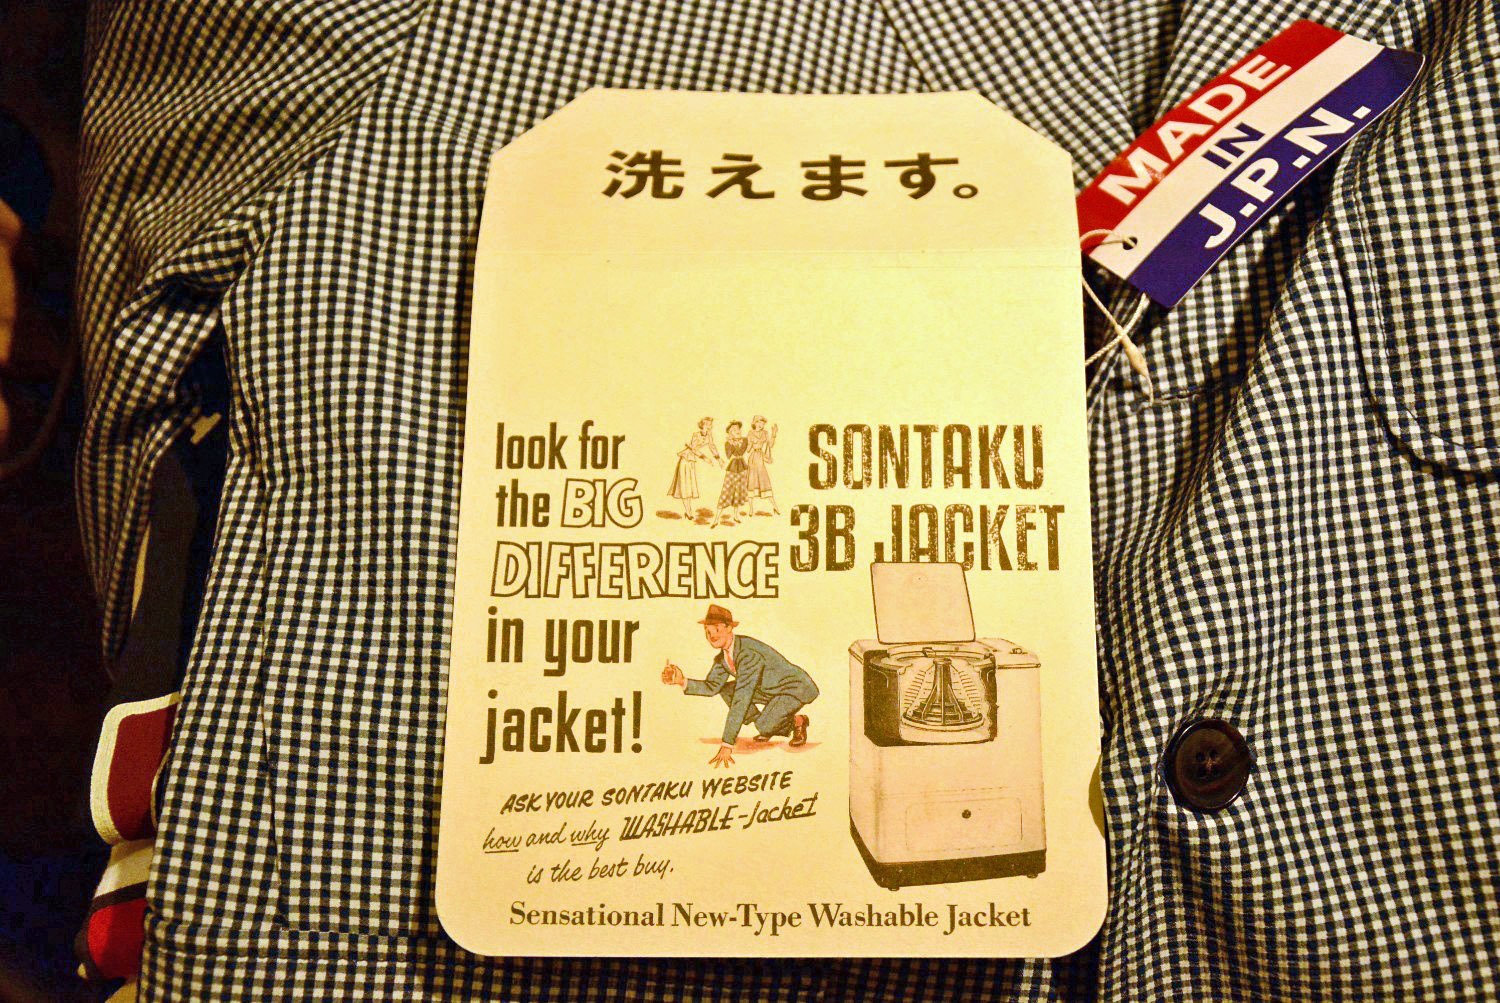 洗えます。
MADE
IN
J.P.N.
look for
the BIG
DIFFERENCE
in your
jacket!
SONTAKU
3B JACKET
ASK YOUR SONTAKU WEBSITE
how and why WASHABLE-Jacket
is the best buy.
Sensational New-Type Washable Jacket